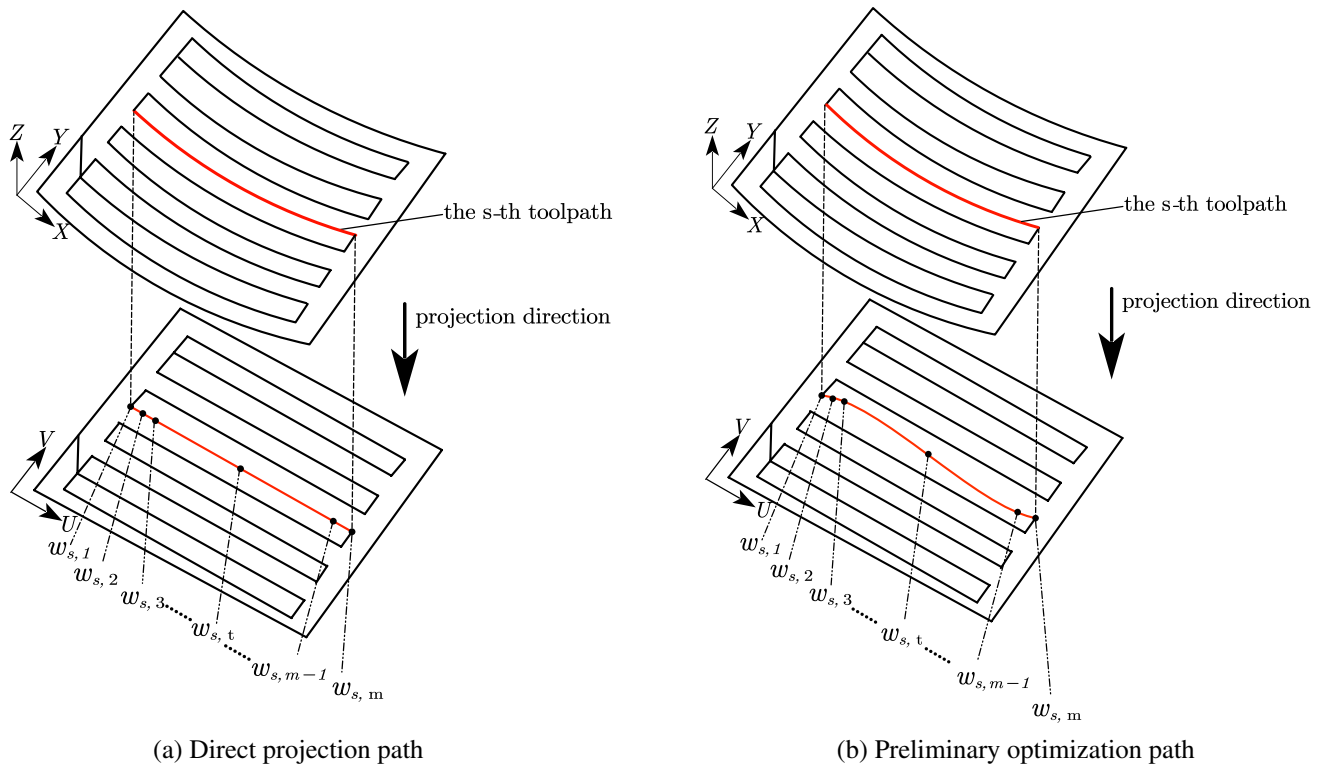 Z
Y
X
the s-th toolpath
projection direction
V
U
w_{s, 1}
w_{s, 2}
w_{s, 3}
......
w_{s, t}
......
w_{s, m-1}
w_{s, m}
(a) Direct projection path
Z
Y
X
the s-th toolpath
projection direction
V
U
w_{s, 1}
w_{s, 2}
w_{s, 3}
......
w_{s, t}
......
w_{s, m-1}
w_{s, m}
(b) Preliminary optimization path